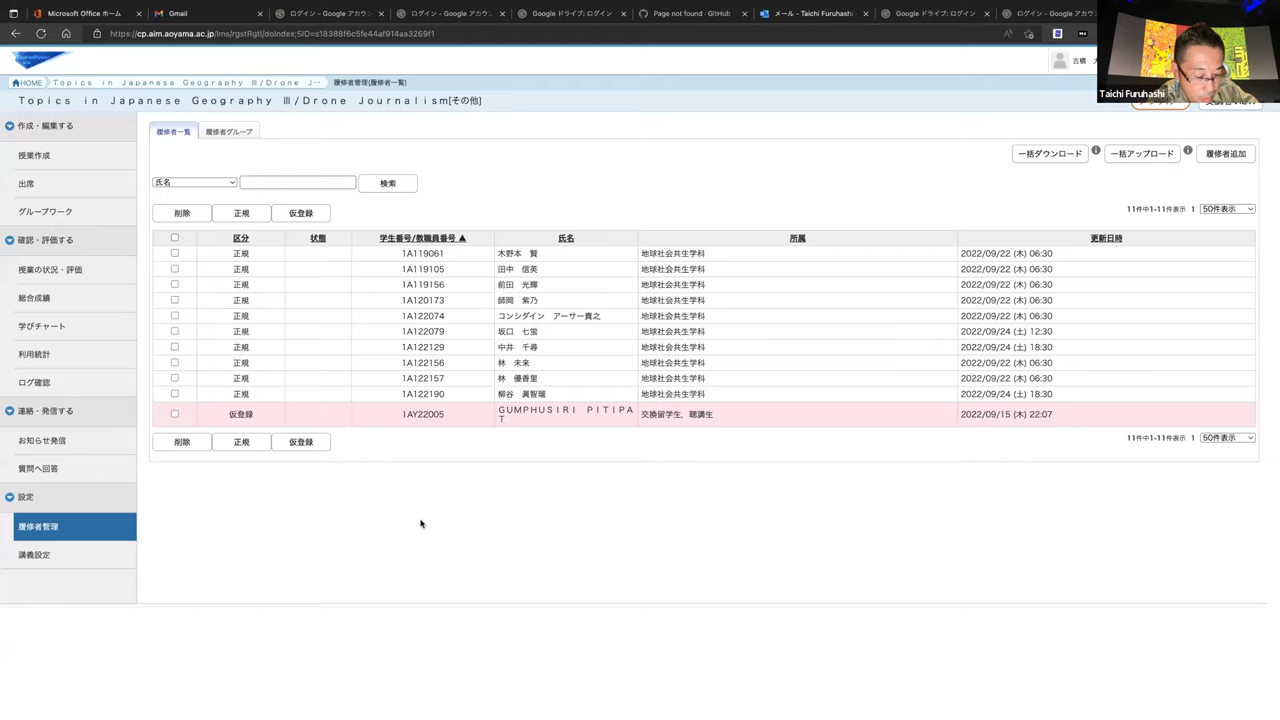 Microsoft Office ホーム
Gmail
ログイン – Google アカウン
ログイン – Google アカウン
Google ドライブ: ログイン
Page not found · GitHub
メール – Taichi Furuhashi
Google ドライブ: ログイン
ログイン – Google アカウ
https://cp.aim.aoyama.ac.jp/lms/rgstRgtl/doIndex;SID=s18388f6c5fe44af914aa3269f1
古橋 大
Taichi Furuhashi
HOME
Topics in Japanese Geography Ⅲ/Drone J…
履修者管理(履修者一覧)
Topics in Japanese Geography Ⅲ/Drone Journalism[その他]
作成・編集する
授業作成
出席
グループワーク
確認・評価する
授業の状況・評価
総合成績
学びチャート
利用統計
ログ確認
連絡・発信する
お知らせ発信
質問へ回答
設定
履修者管理
講義設定
履修者一覧
履修者グループ
一括ダウンロード
一括アップロード
履修者追加
氏名
検索
削除
正規
仮登録
11件中1-11件表示 1
50件表示
区分 状態 学生番号/教職員番号 ▲ 氏名 所属 更新日時
正規 1A119061 木野本 賢 地球社会共生学科 2022/09/22 (木) 06:30
正規 1A119105 田中 信英 地球社会共生学科 2022/09/22 (木) 06:30
正規 1A119156 前田 光輝 地球社会共生学科 2022/09/22 (木) 06:30
正規 1A120173 師岡 紫乃 地球社会共生学科 2022/09/22 (木) 06:30
正規 1A122074 コンシダイン アーサー貴之 地球社会共生学科 2022/09/22 (木) 06:30
正規 1A122079 坂口 七蛍 地球社会共生学科 2022/09/24 (土) 12:30
正規 1A122129 中井 千尋 地球社会共生学科 2022/09/24 (土) 18:30
正規 1A122156 林 未来 地球社会共生学科 2022/09/22 (木) 06:30
正規 1A122157 林 優香里 地球社会共生学科 2022/09/22 (木) 06:30
正規 1A122190 柳谷 眞智瑠 地球社会共生学科 2022/09/24 (土) 18:30
仮登録 1AY22005 GUMPHUSIRI PITIPA
T 交換留学生，聴講生 2022/09/15 (木) 22:07
削除
正規
仮登録
11件中1-11件表示 1
50件表示